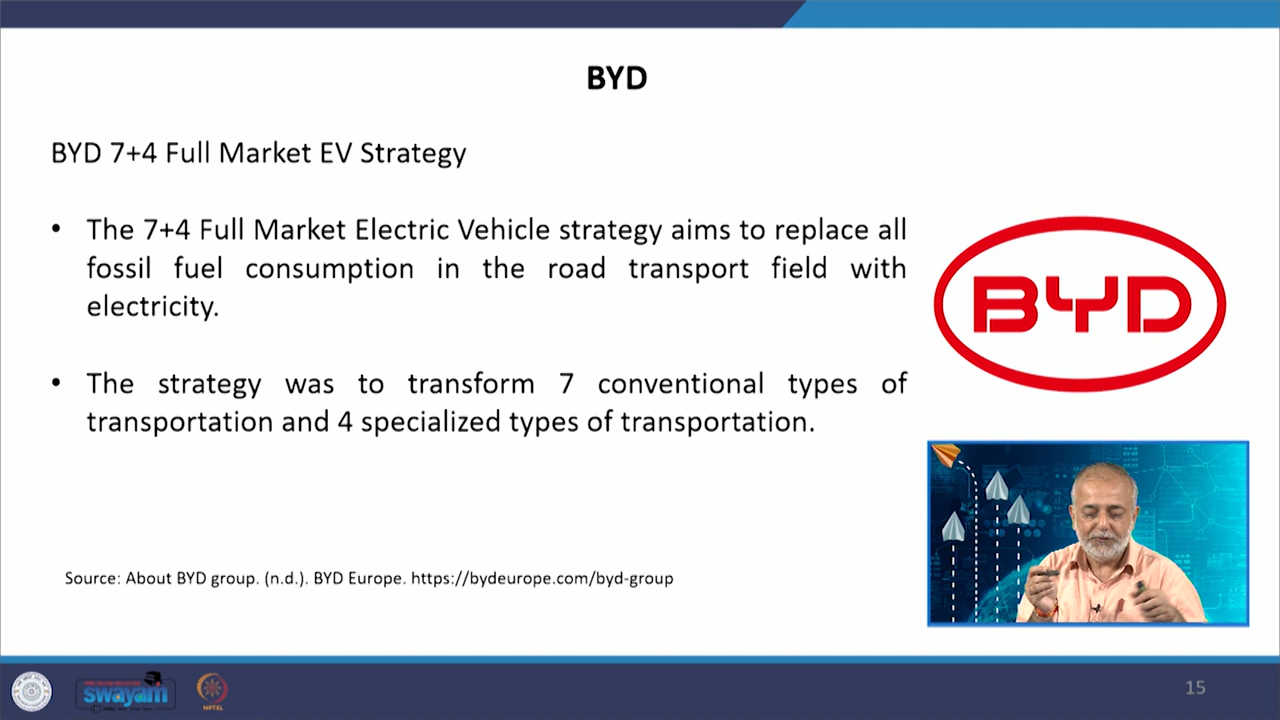 BYD
BYD 7+4 Full Market EV Strategy
• The 7+4 Full Market Electric Vehicle strategy aims to replace all
fossil fuel consumption in the road transport field with
electricity.
• The strategy was to transform 7 conventional types of
transportation and 4 specialized types of transportation.
BYD
Source: About BYD group. (n.d.). BYD Europe. https://bydeurope.com/byd-group
swayam
NPTEL
15